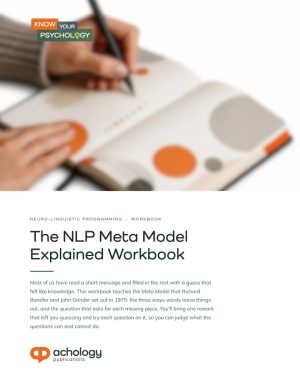 KNOW YOUR
PSYCHOLOGY
NEURO-LINGUISTIC PROGRAMMING · WORKBOOK
The NLP Meta Model
Explained Workbook
Most of us have read a short message and filled in the rest with a guess that
felt like knowledge. This workbook teaches the Meta Model that Richard
Bandler and John Grinder set out in 1975: the three ways words leave things
out, and the question that asks for each missing piece. You'll bring one remark
that left you guessing and try each question on it, so you can judge what the
questions can and cannot do.
achology
publications